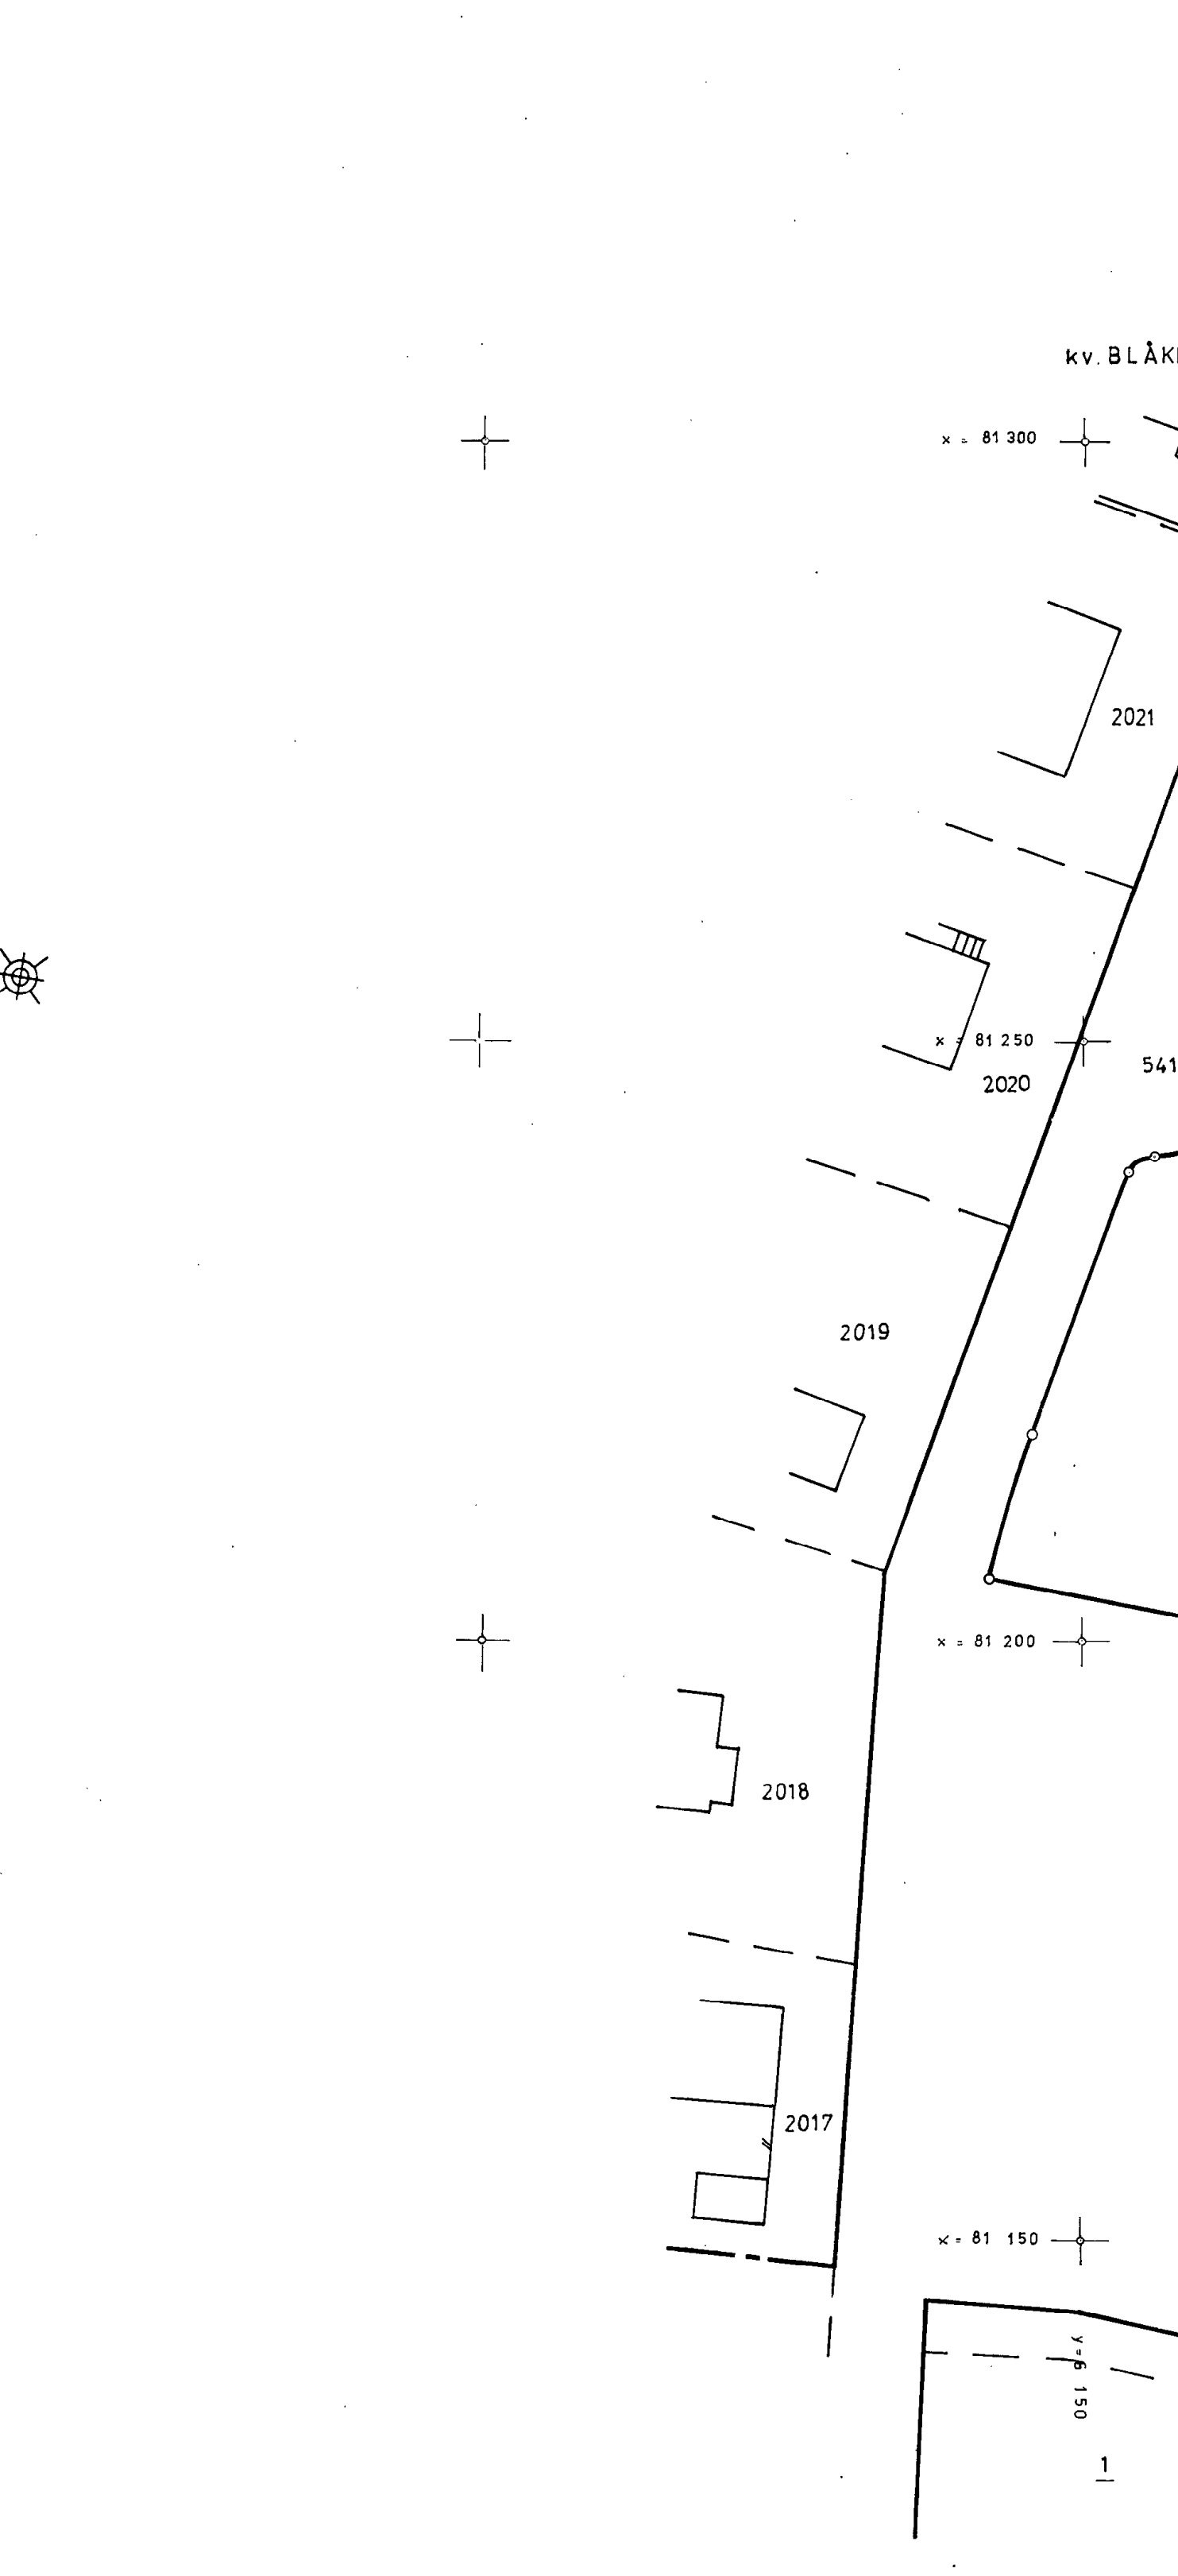 kv. BLÅK
x = 81 300
2021
x = 81 250
541
2020
2019
x = 81 200
2018
2017
x = 81 150
y = 6 150
1